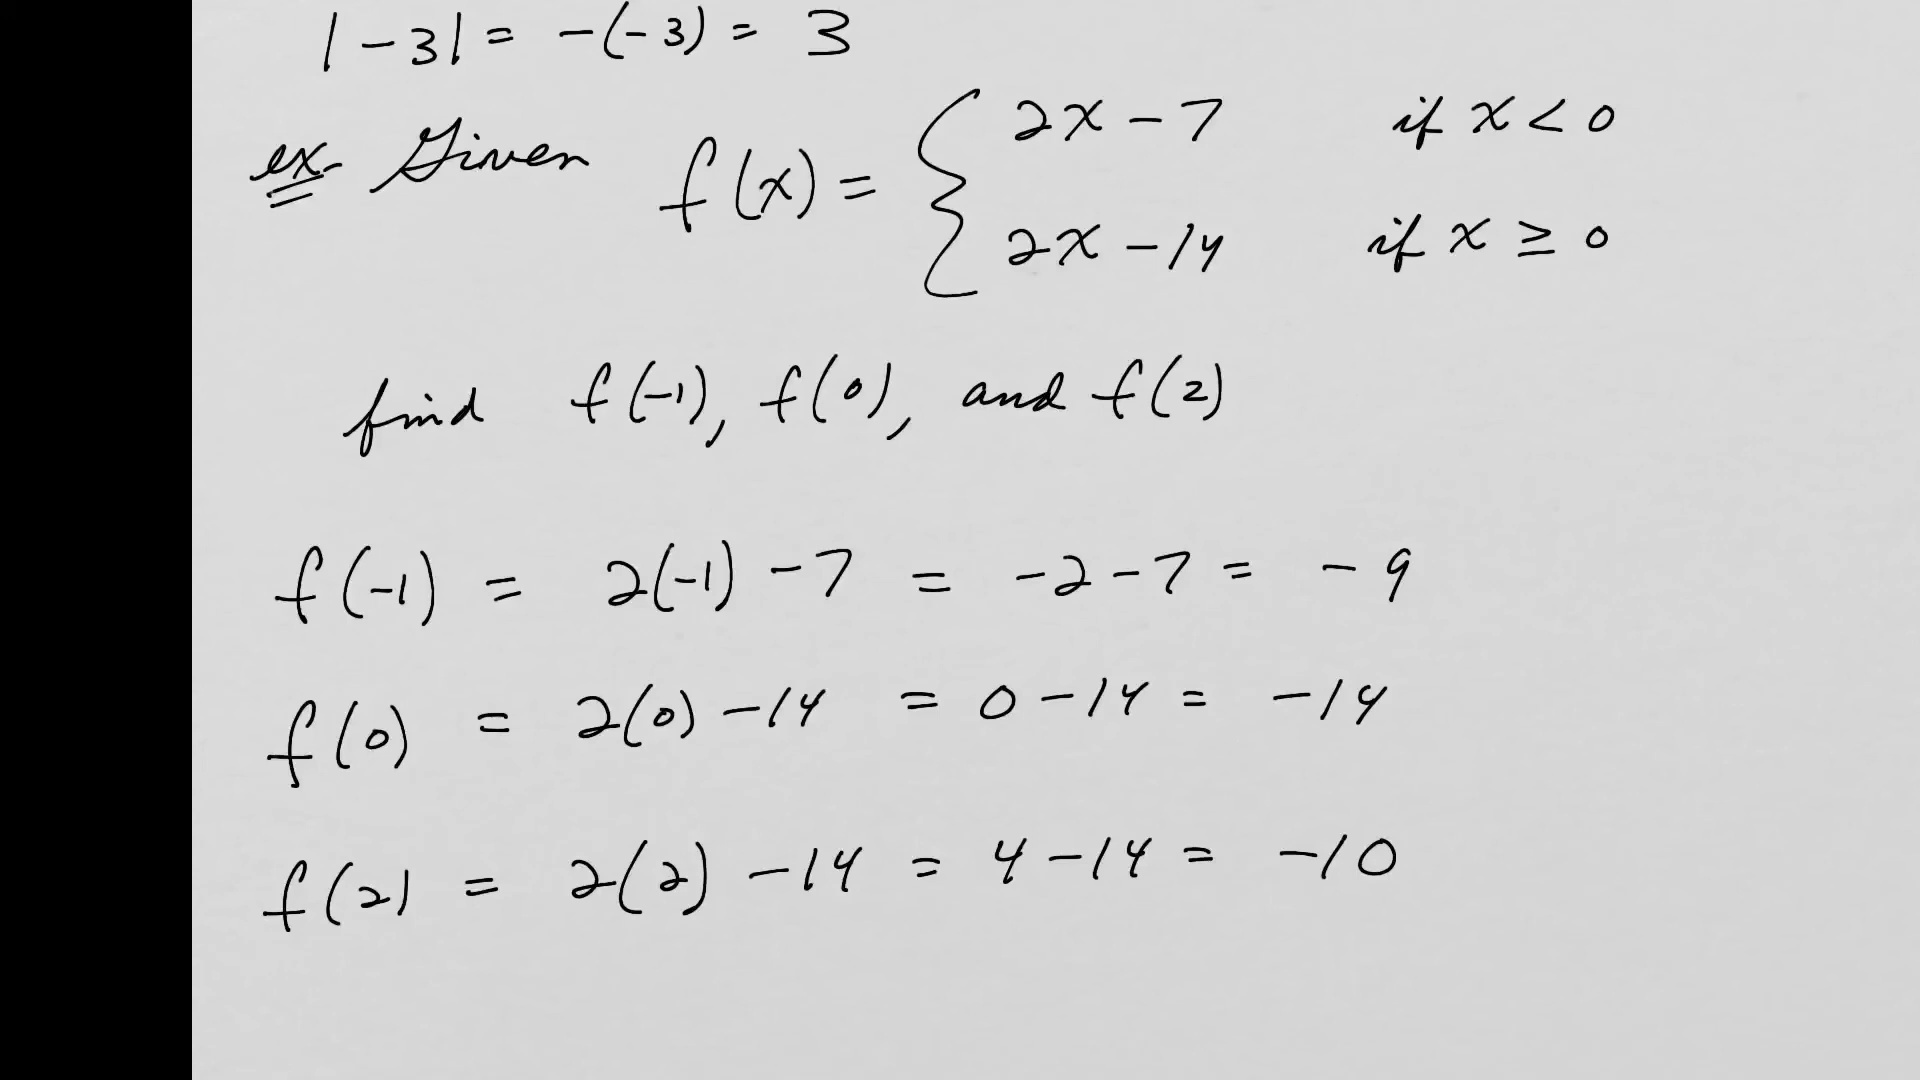 |-3| = -(-3) = 3
ex. Given f(x) = { 2x - 7 if x < 0
2x - 14 if x ≥ 0
find f(-1), f(0), and f(2)
f(-1) = 2(-1) - 7 = -2 - 7 = -9
f(0) = 2(0) - 14 = 0 - 14 = -14
f(2) = 2(2) - 14 = 4 - 14 = -10